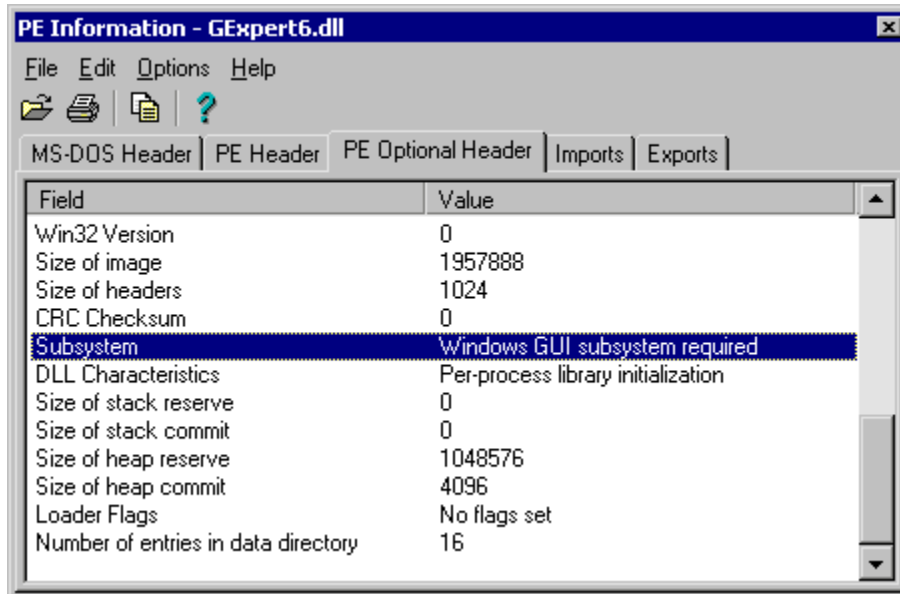 PE Information - GExpert6.dll
File Edit Options Help
MS-DOS Header PE Header PE Optional Header Imports Exports
Field Value
Win32 Version 0
Size of image 1957888
Size of headers 1024
CRC Checksum 0
Subsystem Windows GUI subsystem required
DLL Characteristics Per-process library initialization
Size of stack reserve 0
Size of stack commit 0
Size of heap reserve 1048576
Size of heap commit 4096
Loader Flags No flags set
Number of entries in data directory 16